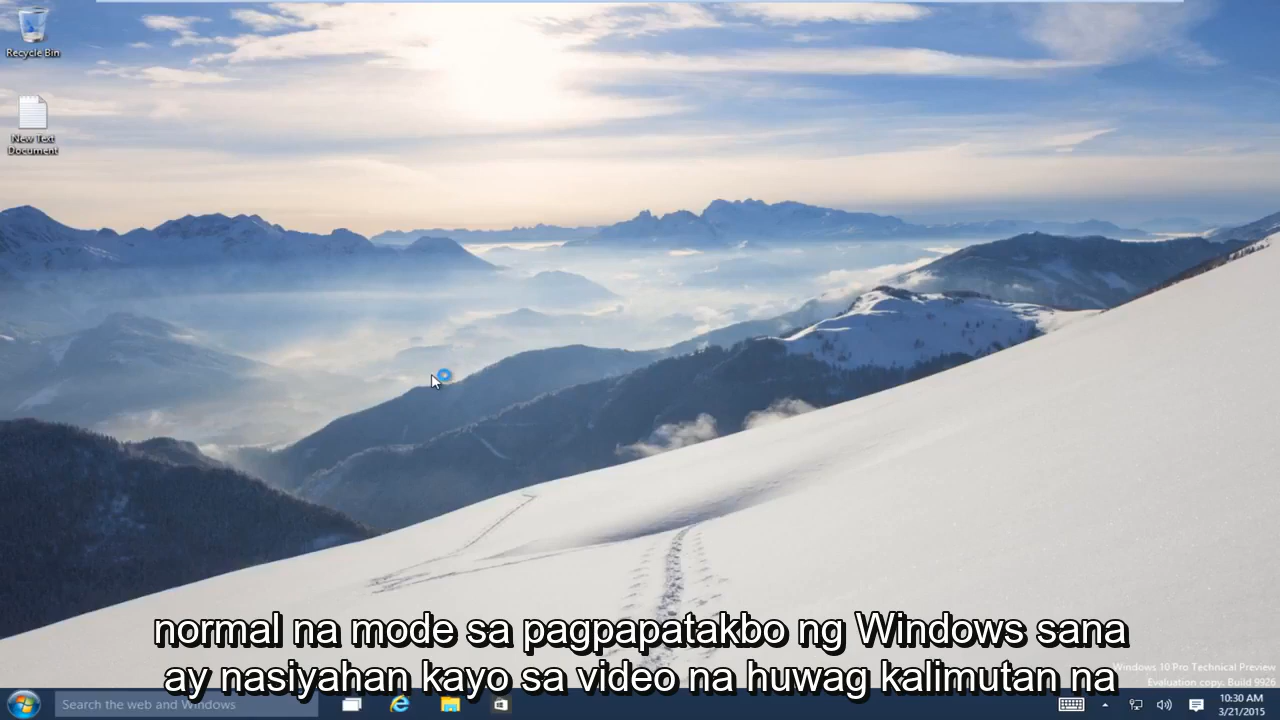 Recycle Bin
New Text
Document
normal na mode sa pagpapatakbo ng Windows sana
ay nasiyahan kayo sa video na huwag kalimutan na
Windows 10 Pro Technical Preview
Evaluation copy. Build 9926
Search the web and Windows
10:30 AM
3/21/2015